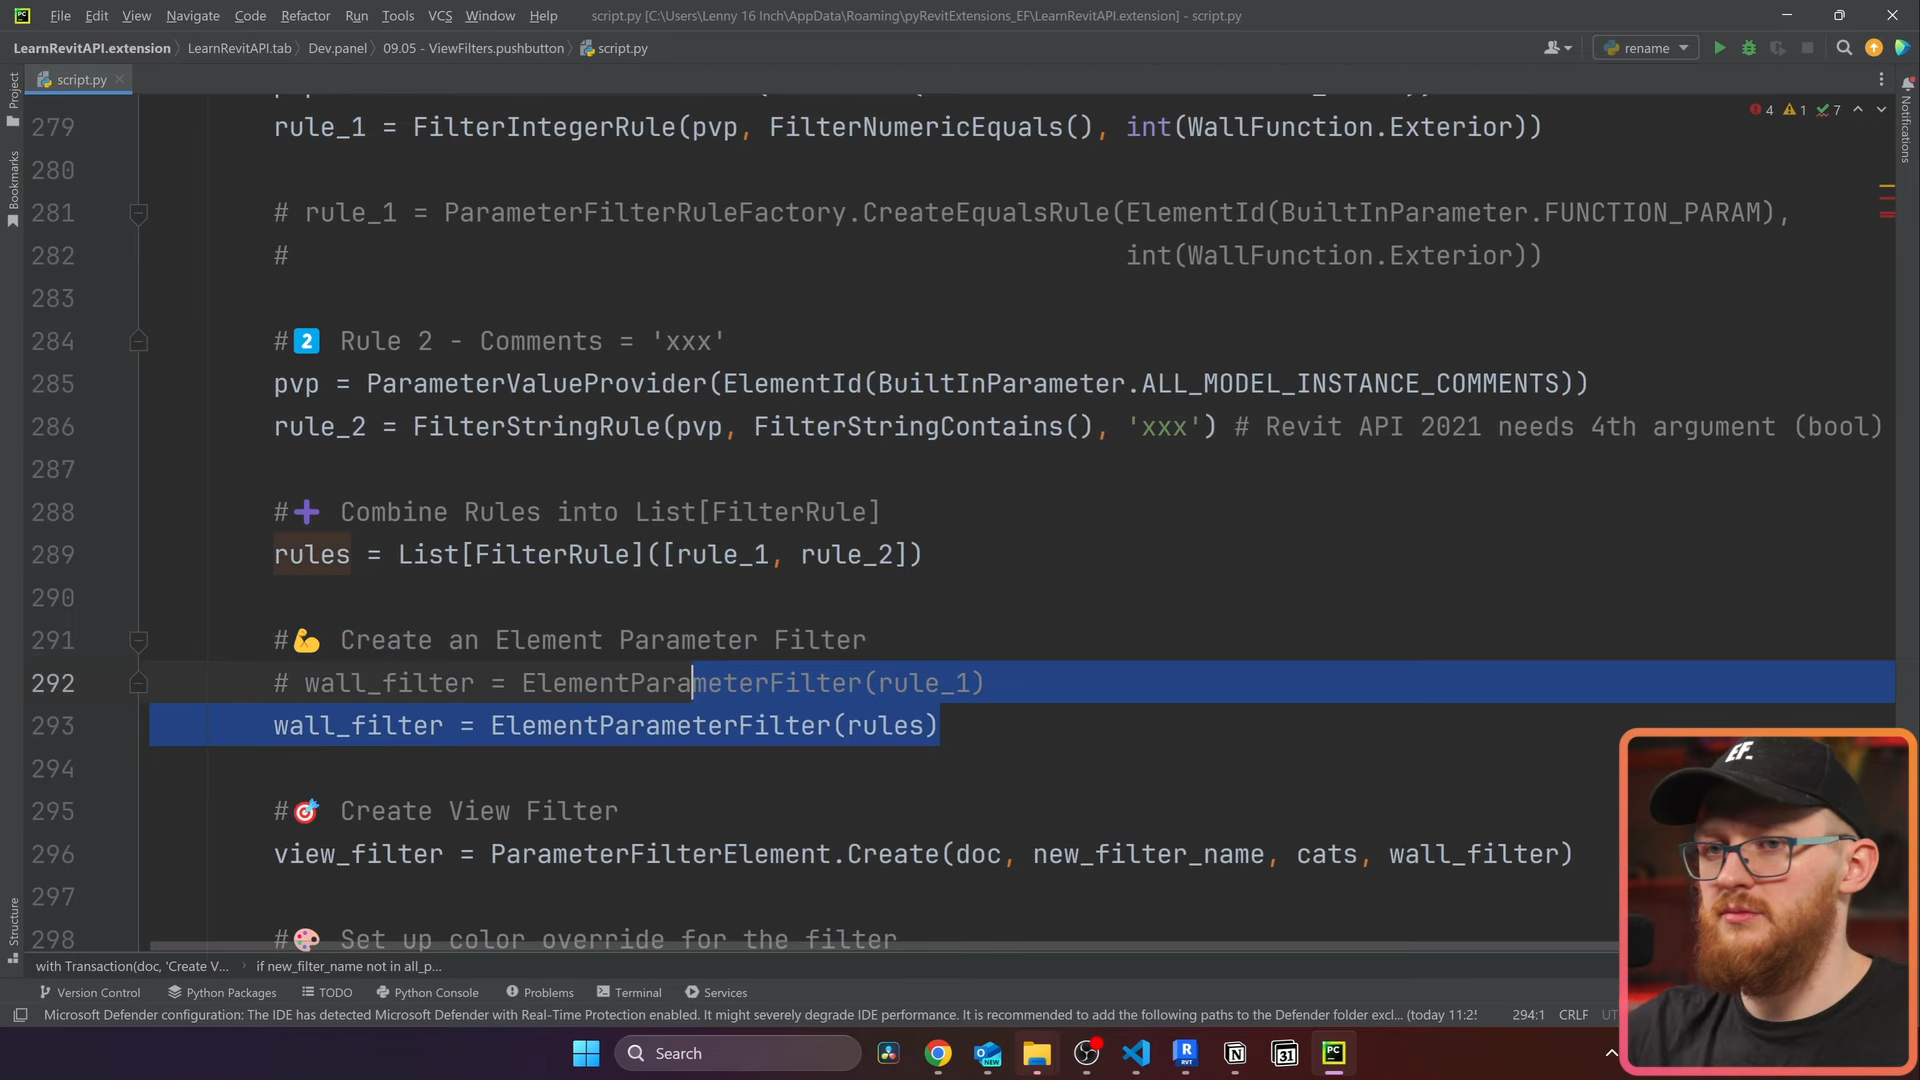 File Edit View Navigate Code Refactor Run Tools VCS Window Help script.py [C:\Users\Lenny 16 Inch\AppData\Roaming\pyRevitExtensions_EF\LearnRevitAPI.extension] - script.py
LearnRevitAPI.extension LearnRevitAPI.tab Dev.panel 09.05 - ViewFilters.pushbutton script.py rename
script.py
Project
Bookmarks
Structure
Notifications
4 1 7
279 rule_1 = FilterIntegerRule(pvp, FilterNumericEquals(), int(WallFunction.Exterior))
280
281 # rule_1 = ParameterFilterRuleFactory.CreateEqualsRule(ElementId(BuiltInParameter.FUNCTION_PARAM),
282 # int(WallFunction.Exterior))
283
284 #2️⃣ Rule 2 - Comments = 'xxx'
285 pvp = ParameterValueProvider(ElementId(BuiltInParameter.ALL_MODEL_INSTANCE_COMMENTS))
286 rule_2 = FilterStringRule(pvp, FilterStringContains(), 'xxx') # Revit API 2021 needs 4th argument (bool)
287
288 #➕ Combine Rules into List[FilterRule]
289 rules = List[FilterRule]([rule_1, rule_2])
290
291 #💪 Create an Element Parameter Filter
292 # wall_filter = ElementParameterFilter(rule_1)
293 wall_filter = ElementParameterFilter(rules)
294
295 #🎯 Create View Filter
296 view_filter = ParameterFilterElement.Create(doc, new_filter_name, cats, wall_filter)
297
298 #🎨 Set up color override for the filter
with Transaction(doc, 'Create V... if new_filter_name not in all_p...
Version Control Python Packages TODO Python Console Problems Terminal Services
Microsoft Defender configuration: The IDE has detected Microsoft Defender with Real-Time Protection enabled. It might severely degrade IDE performance. It is recommended to add the following paths to the Defender folder excl... (today 11:25 294:1 CRLF
Search
EF.